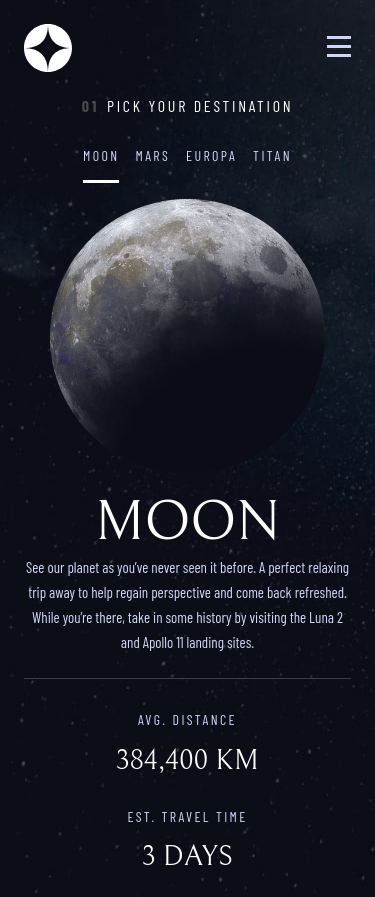 01 PICK YOUR DESTINATION
MOON MARS EUROPA TITAN
MOON
See our planet as you’ve never seen it before. A perfect relaxing
trip away to help regain perspective and come back refreshed.
While you’re there, take in some history by visiting the Luna 2
and Apollo 11 landing sites.
AVG. DISTANCE
384,400 KM
EST. TRAVEL TIME
3 DAYS